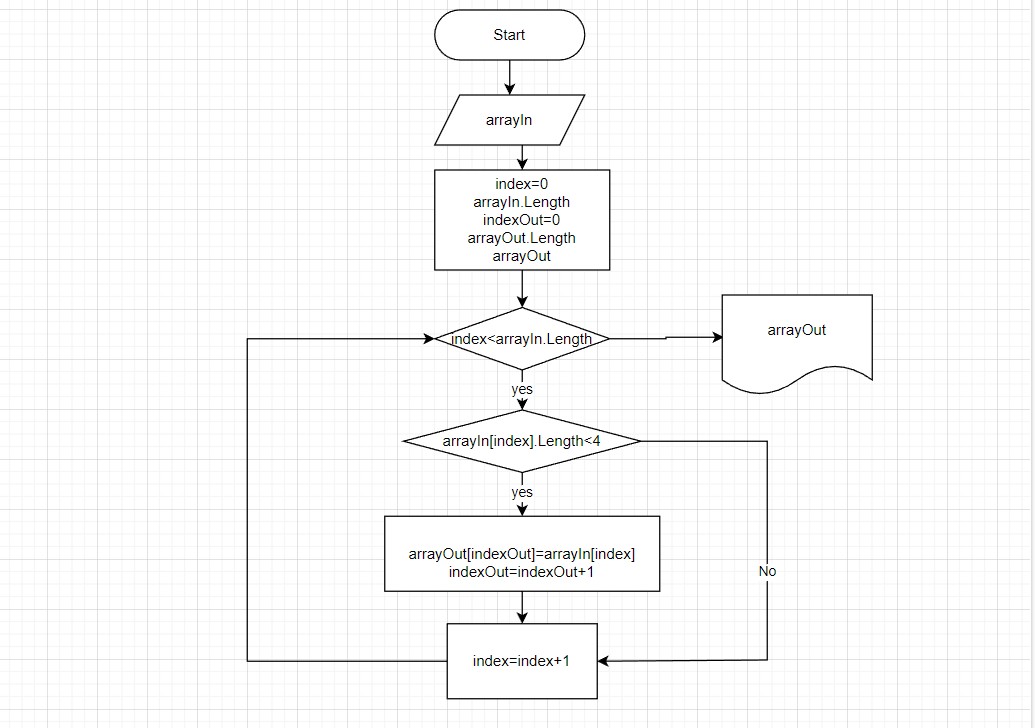 Start
arrayIn
index=0
arrayIn.Length
indexOut=0
arrayOut.Length
arrayOut
index<arrayIn.Length
arrayOut
yes
arrayIn[index].Length<4
yes
arrayOut[indexOut]=arrayIn[index]
indexOut=indexOut+1
No
index=index+1